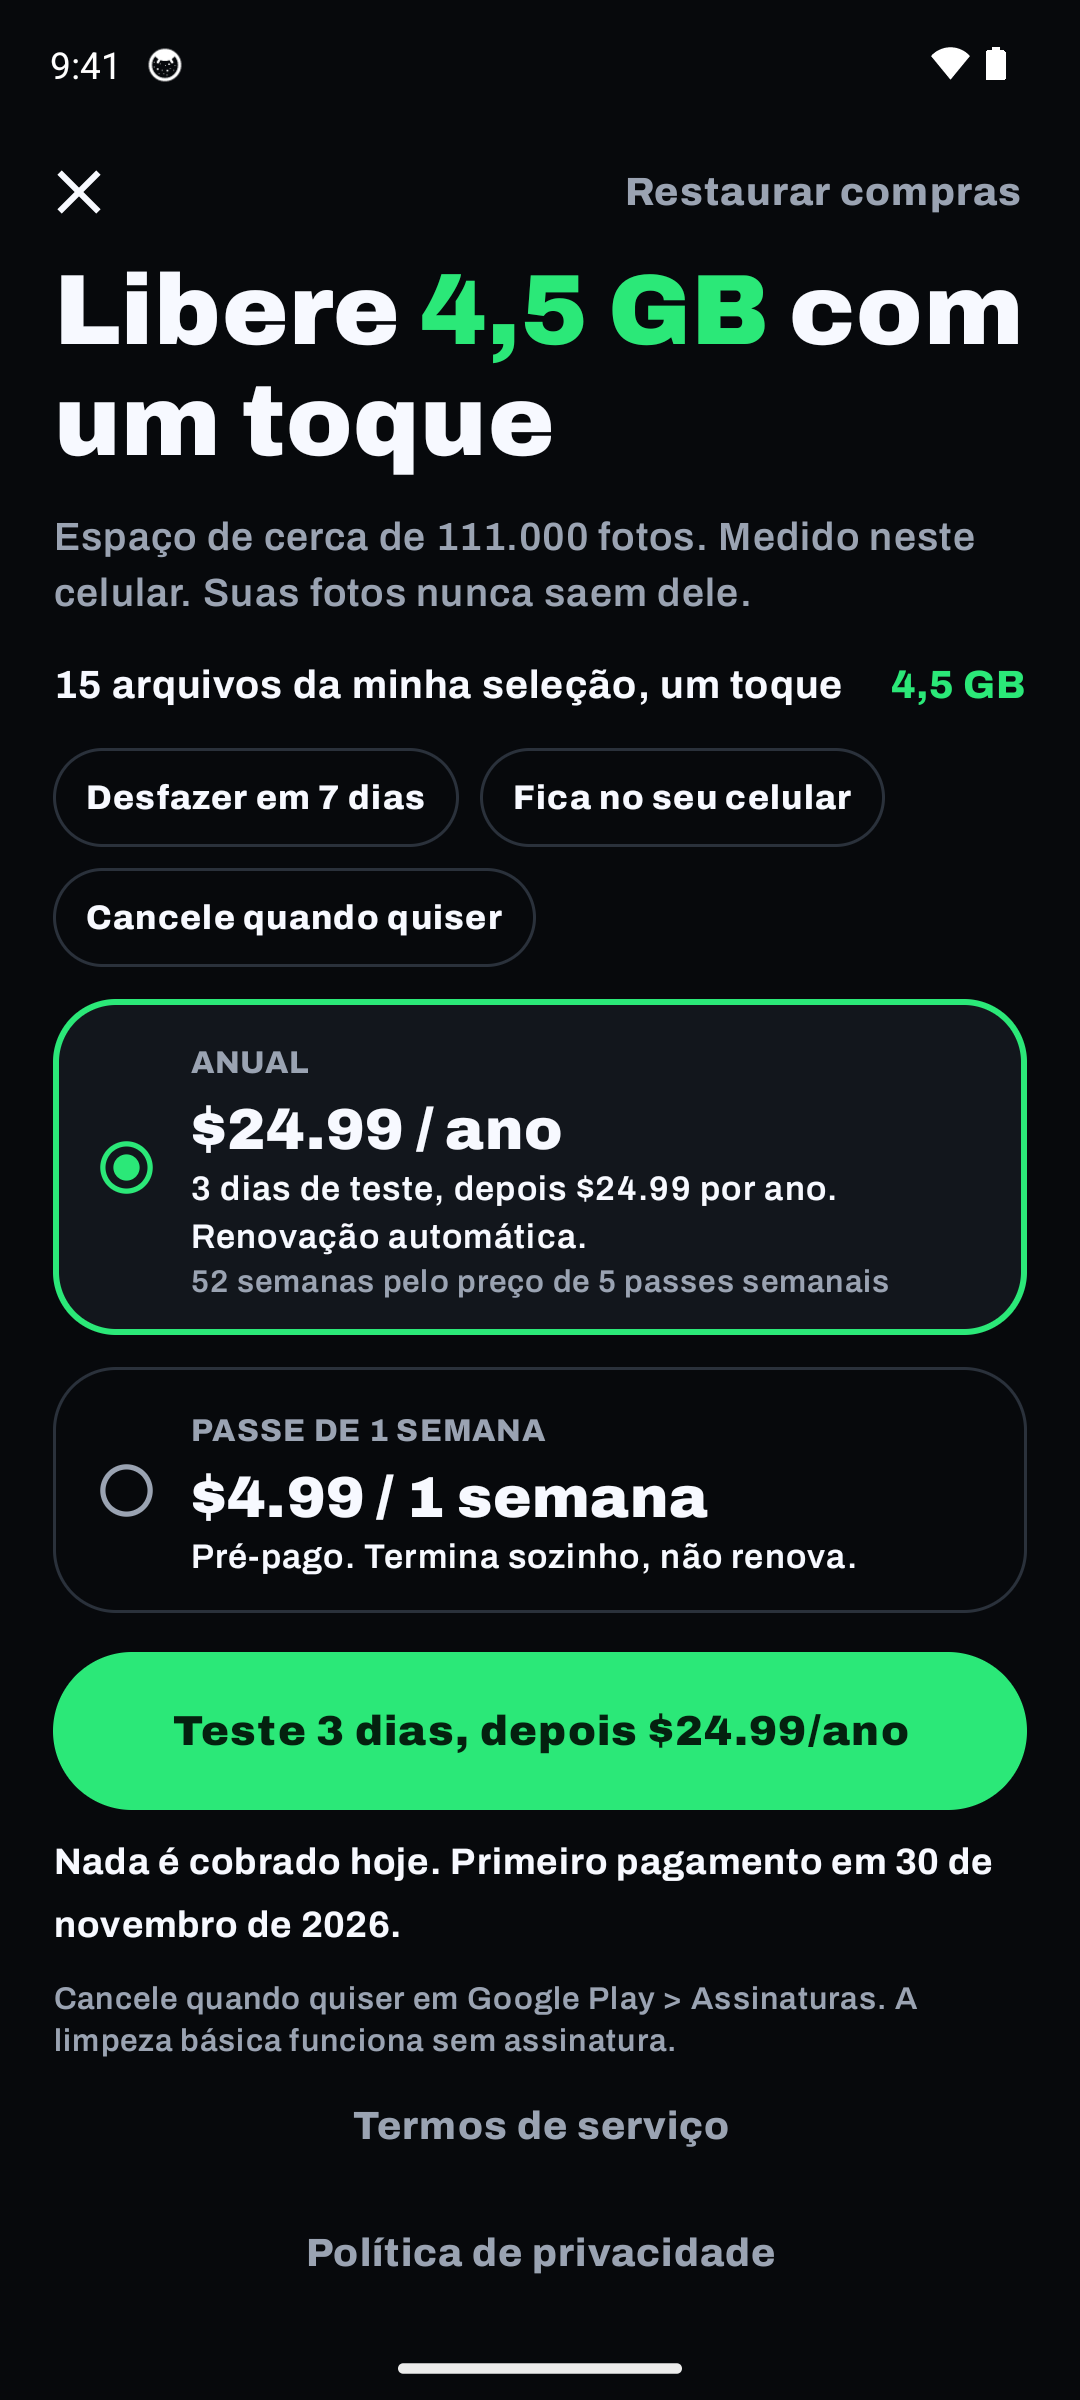 9:41
Restaurar compras
Libere 4,5 GB com
um toque
Espaço de cerca de 111.000 fotos. Medido neste
celular. Suas fotos nunca saem dele.
15 arquivos da minha seleção, um toque 4,5 GB
Desfazer em 7 dias
Fica no seu celular
Cancele quando quiser
ANUAL
$24.99 / ano
3 dias de teste, depois $24.99 por ano.
Renovação automática.
52 semanas pelo preço de 5 passes semanais
PASSE DE 1 SEMANA
$4.99 / 1 semana
Pré-pago. Termina sozinho, não renova.
Teste 3 dias, depois $24.99/ano
Nada é cobrado hoje. Primeiro pagamento em 30 de
novembro de 2026.
Cancele quando quiser em Google Play > Assinaturas. A
limpeza básica funciona sem assinatura.
Termos de serviço
Política de privacidade